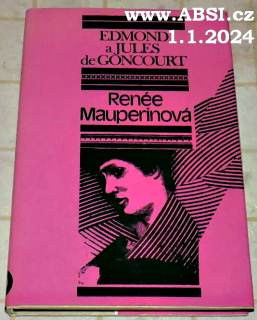 www.ABSI.cz
1.1.2024
EDMOND
a JULES
de GONCOURT
Renée
Mauperinová